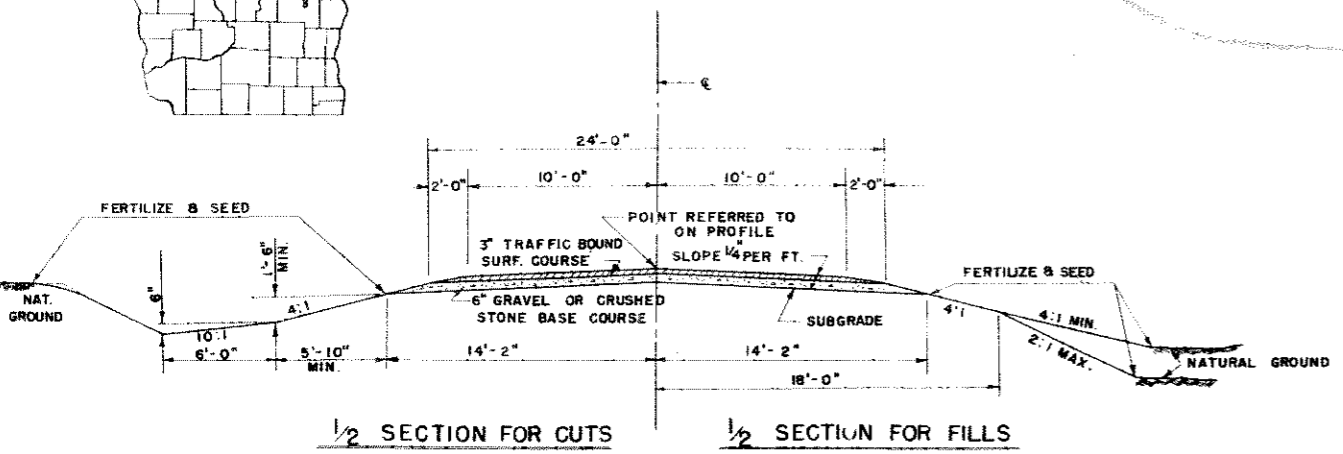 ℄
24'-0"
2'-0"
10'-0"
10'-0"
2'-0"
FERTILIZE & SEED
POINT REFERRED TO
ON PROFILE
3" TRAFFIC BOUND
SURF. COURSE
SLOPE 1/4" PER FT.
FERTILIZE & SEED
1'-6"
MIN.
6"
NAT.
GROUND
4:1
6" GRAVEL OR CRUSHED
STONE BASE COURSE
SUBGRADE
4:1
4:1 MIN.
10:1
6'-0"
5'-10"
MIN.
14'-2"
14'-2"
2:1 MAX.
NATURAL GROUND
18'-0"
1/2 SECTION FOR CUTS
1/2 SECTION FOR FILLS